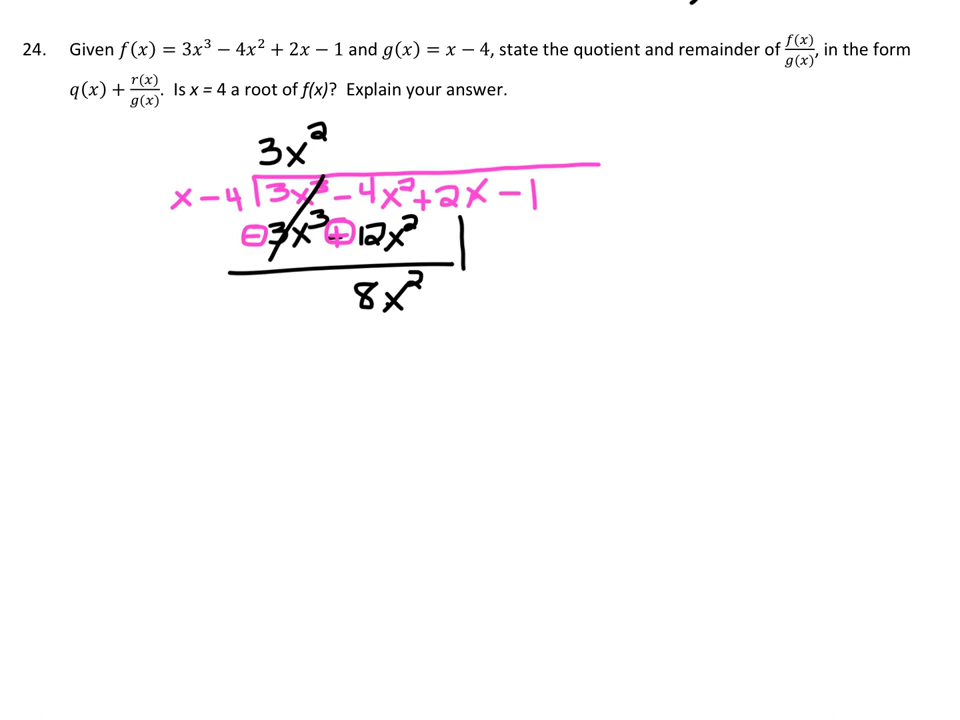 24. Given f(x) = 3x³ − 4x² + 2x − 1 and g(x) = x − 4, state the quotient and remainder of f(x)/g(x), in the form
q(x) + r(x)/g(x). Is x = 4 a root of f(x)? Explain your answer.
3x²
x − 4 | 3x³ − 4x² + 2x − 1
⊖ 3x³ ⊕ 12x²
8x²